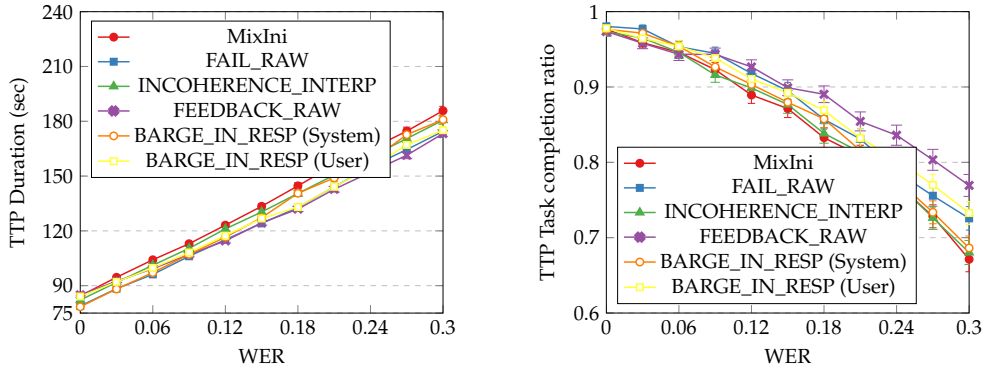 TTP Duration (sec)
240
210
180
150
120
90
75
MixIni
FAIL_RAW
INCOHERENCE_INTERP
FEEDBACK_RAW
BARGE_IN_RESP (System)
BARGE_IN_RESP (User)
0 0.06 0.12 0.18 0.24 0.3
WER
TTP Task completion ratio
1
0.9
0.8
0.7
0.6
MixIni
FAIL_RAW
INCOHERENCE_INTERP
FEEDBACK_RAW
BARGE_IN_RESP (System)
BARGE_IN_RESP (User)
0 0.06 0.12 0.18 0.24 0.3
WER